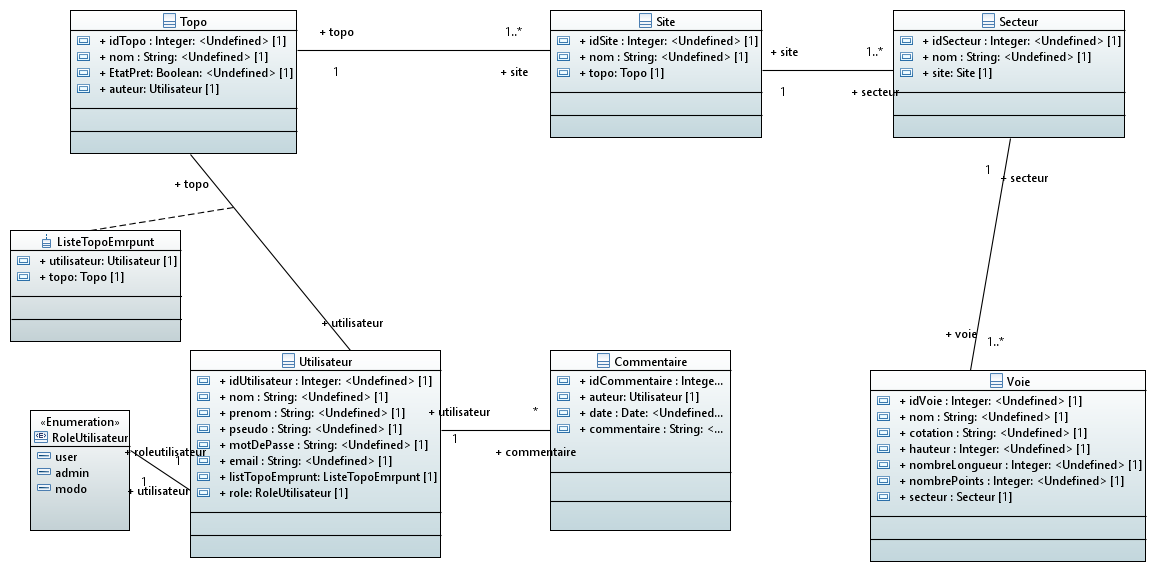 Topo
+ idTopo : Integer: <Undefined> [1]
+ nom : String: <Undefined> [1]
+ EtatPret: Boolean: <Undefined> [1]
+ auteur: Utilisateur [1]
+ topo
1..*
1
+ site
Site
+ idSite : Integer: <Undefined> [1]
+ nom : String: <Undefined> [1]
+ topo: Topo [1]
+ site
1..*
1
+ secteur
Secteur
+ idSecteur : Integer: <Undefined> [1]
+ nom : String: <Undefined> [1]
+ site: Site [1]
+ topo
1
+ secteur
ListeTopoEmrpunt
+ utilisateur: Utilisateur [1]
+ topo: Topo [1]
+ utilisateur
+ voie
1..*
Utilisateur
+ idUtilisateur : Integer: <Undefined> [1]
+ nom : String: <Undefined> [1]
+ prenom : String: <Undefined> [1]
+ pseudo : String: <Undefined> [1]
+ motDePasse : String: <Undefined> [1]
+ email : String: <Undefined> [1]
+ listTopoEmprunt: ListeTopoEmrpunt [1]
+ role: RoleUtilisateur [1]
+ utilisateur
*
1
+ commentaire
Commentaire
+ idCommentaire : Intege...
+ auteur: Utilisateur [1]
+ date : Date: <Undefined...
+ commentaire : String: <...
Voie
+ idVoie : Integer: <Undefined> [1]
+ nom : String: <Undefined> [1]
+ cotation : String: <Undefined> [1]
+ hauteur : Integer: <Undefined> [1]
+ nombreLongueur : Integer: <Undefined> [1]
+ nombrePoints : Integer: <Undefined> [1]
+ secteur : Secteur [1]
«Enumeration»
RoleUtilisateur
user
admin
modo
+ roleutilisateur
1
1
+ utilisateur